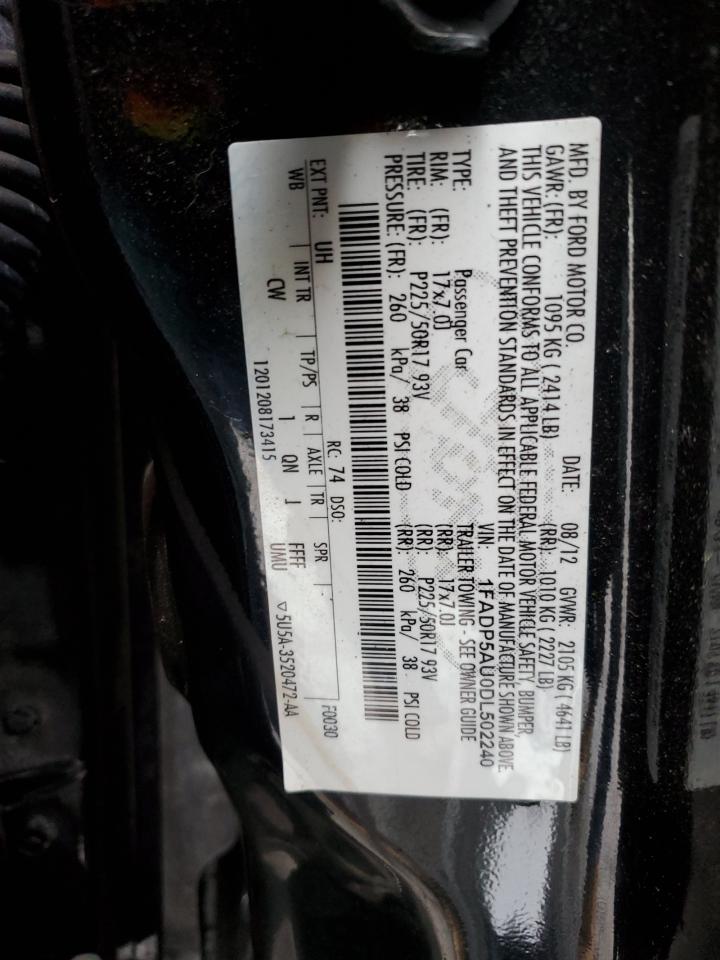 MFD. BY FORD MOTOR CO.
DATE: 08/12 GVWR: 2105 KG ( 4641 LB)
GAWR: (FR): 1095 KG ( 2414 LB) (RR): 1010 KG ( 2227 LB)
THIS VEHICLE CONFORMS TO ALL APPLICABLE FEDERAL MOTOR VEHICLE SAFETY, BUMPER,
AND THEFT PREVENTION STANDARDS IN EFFECT ON THE DATE OF MANUFACTURE SHOWN ABOVE.
VIN: 1FADP5AU0DL502240
TYPE: Passenger Car TRAILER TOWING - SEE OWNER GUIDE
RIM: (FR): 17x7.0J (RR): 17x7.0J
TIRE: (FR): P225/50R17 93V (RR): P225/50R17 93V
PRESSURE: (FR): 260 kPa/ 38 PSI COLD (RR): 260 kPa/ 38 PSI COLD
F0030
EXT PNT: UH RC: 74 DSO:
WB INT TR TP/PS R AXLE TR SPR
CW 1 QN J FFFF
1201208173415 UMU
▽5U5A-3520472-AA